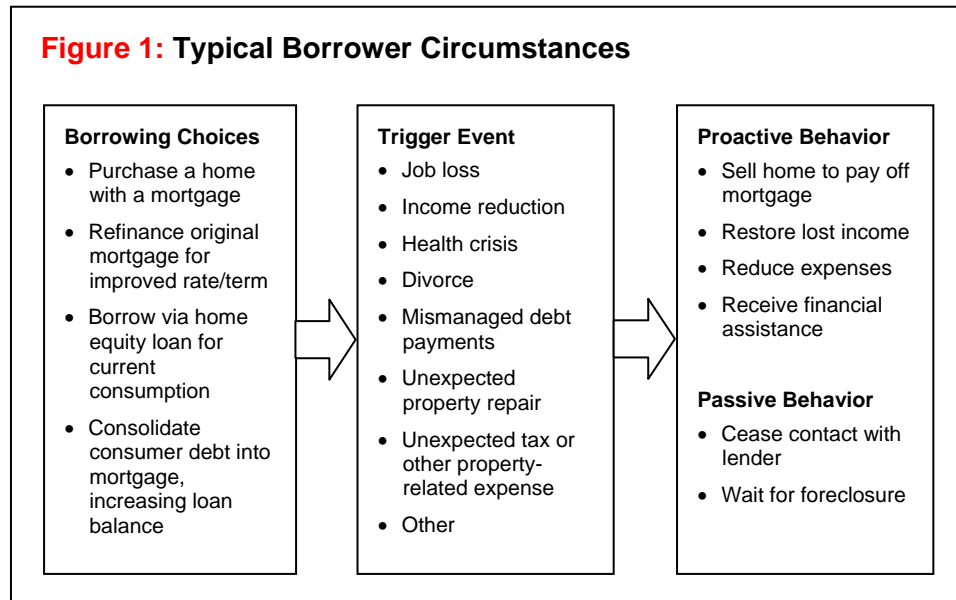 Figure 1: Typical Borrower Circumstances
Borrowing Choices
• Purchase a home
with a mortgage
• Refinance original
mortgage for
improved rate/term
• Borrow via home
equity loan for
current
consumption
• Consolidate
consumer debt into
mortgage,
increasing loan
balance
Trigger Event
• Job loss
• Income reduction
• Health crisis
• Divorce
• Mismanaged debt
payments
• Unexpected
property repair
• Unexpected tax or
other property-
related expense
• Other
Proactive Behavior
• Sell home to pay off
mortgage
• Restore lost income
• Reduce expenses
• Receive financial
assistance
Passive Behavior
• Cease contact with
lender
• Wait for foreclosure